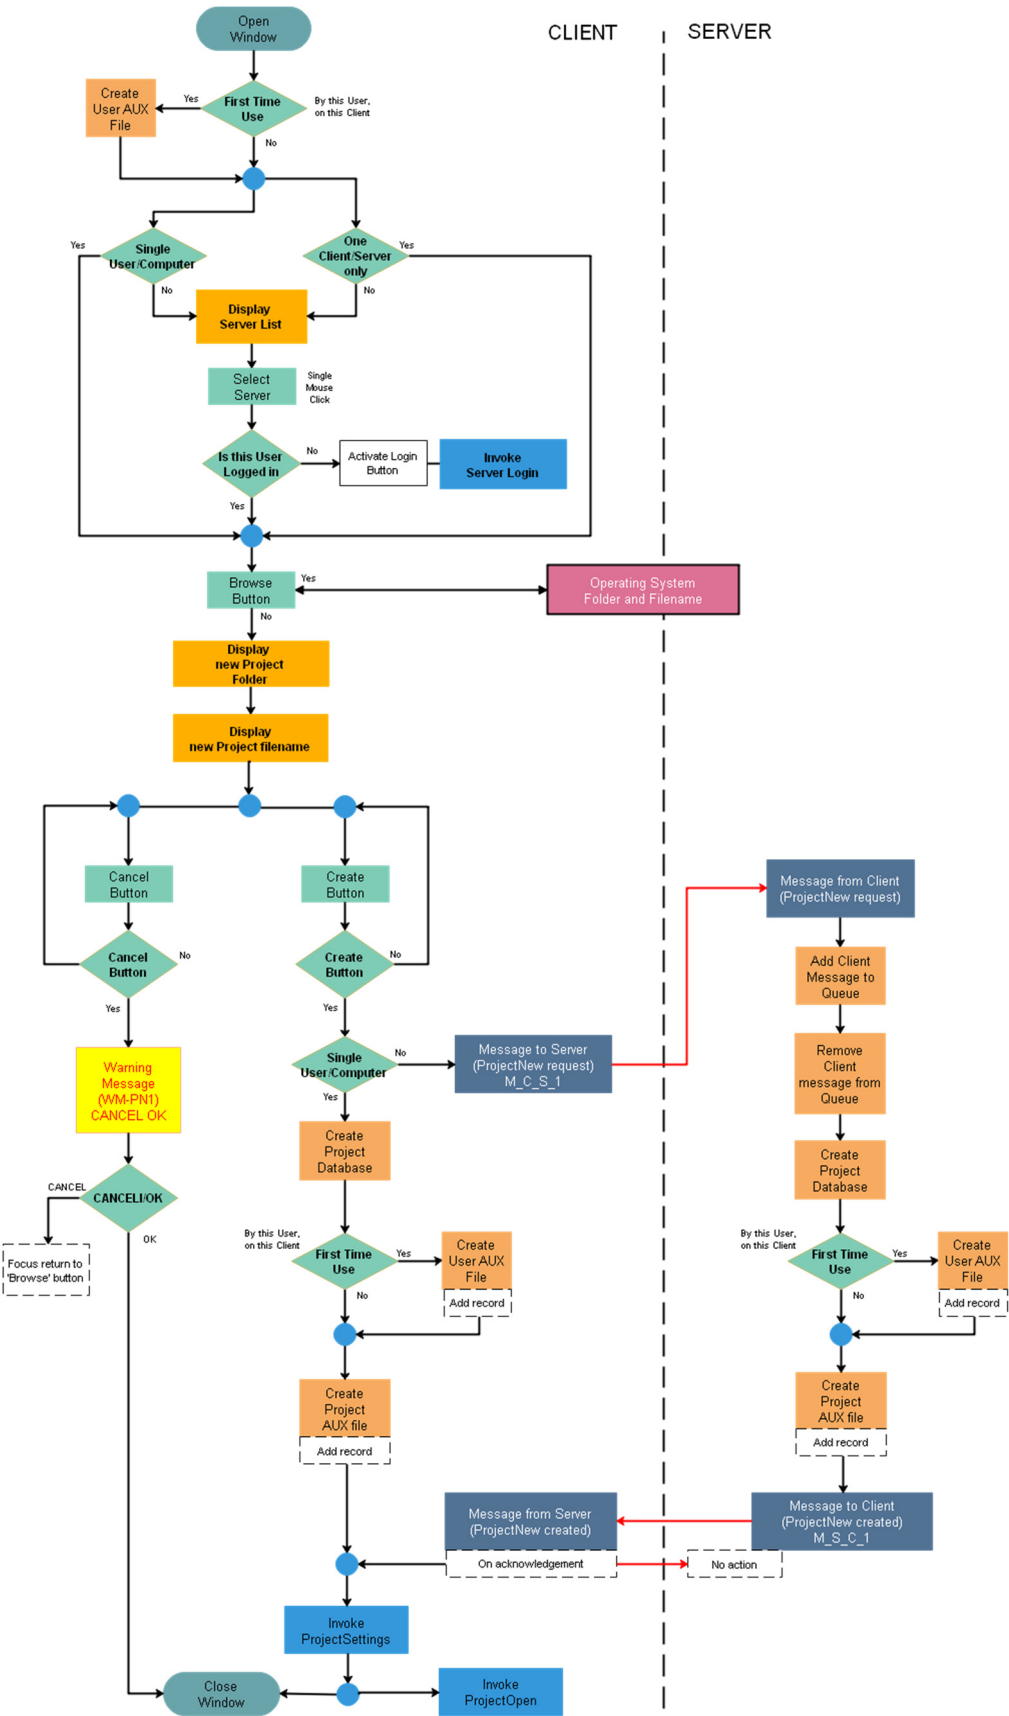 Open
Window
CLIENT
SERVER
Create
User AUX
File
Yes
First Time
Use
By this User,
on this Client
No
Yes
Single
User/Computer
No
One
Client/Server
only
Yes
No
Display
Server List
Select
Server
Single
Mouse
Click
Is this User
Logged in
No
Activate Login
Button
Invoke
Server Login
Yes
Browse
Button
Yes
Operating System
Folder and Filename
No
Display
new Project
Folder
Display
new Project filename
Cancel
Button
Create
Button
Message from Client
(ProjectNew request)
Cancel
Button
No
Create
Button
No
Add Client
Message to
Queue
Yes
Yes
Warning
Message
(WM-PN1)
CANCEL OK
Single
User/Computer
No
Message to Server
(ProjectNew request)
M_C_S_1
Remove
Client
message from
Queue
Yes
Create
Project
Database
Create
Project
Database
CANCEL
CANCELI/OK
OK
Focus return to
'Browse' button
By this User,
on this Client
First Time
Use
Yes
Create
User AUX
File
Add record
No
By this User,
on this Client
First Time
Use
Yes
Create
User AUX
File
Add record
No
Create
Project
AUX file
Add record
Create
Project
AUX file
Add record
Message from Server
(ProjectNew created)
On acknowledgement
Message to Client
(ProjectNew created)
M_S_C_1
No action
Invoke
ProjectSettings
Close
Window
Invoke
ProjectOpen